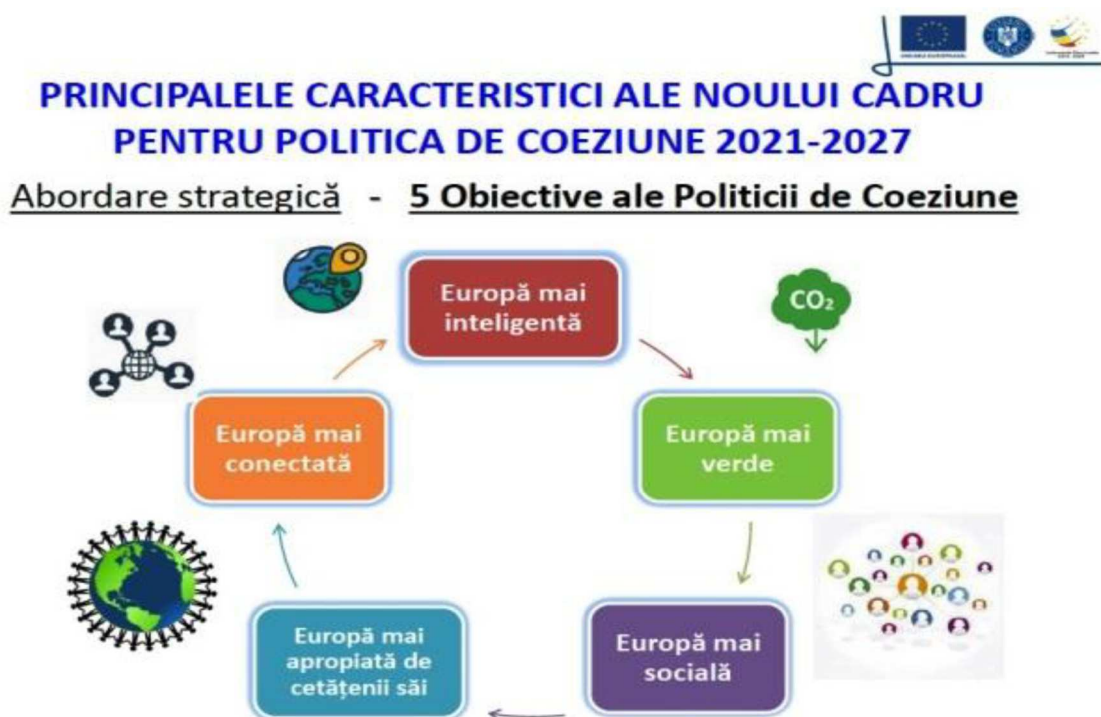 UNIUNEA EUROPEANĂ
PRINCIPALELE CARACTERISTICI ALE NOULUI CADRU
PENTRU POLITICA DE COEZIUNE 2021-2027
Abordare strategică - 5 Obiective ale Politicii de Coeziune
Europă mai
inteligentă
CO₂
Europă mai
conectată
Europă mai
verde
Europă mai
apropiată de
cetățenii săi
Europă mai
socială